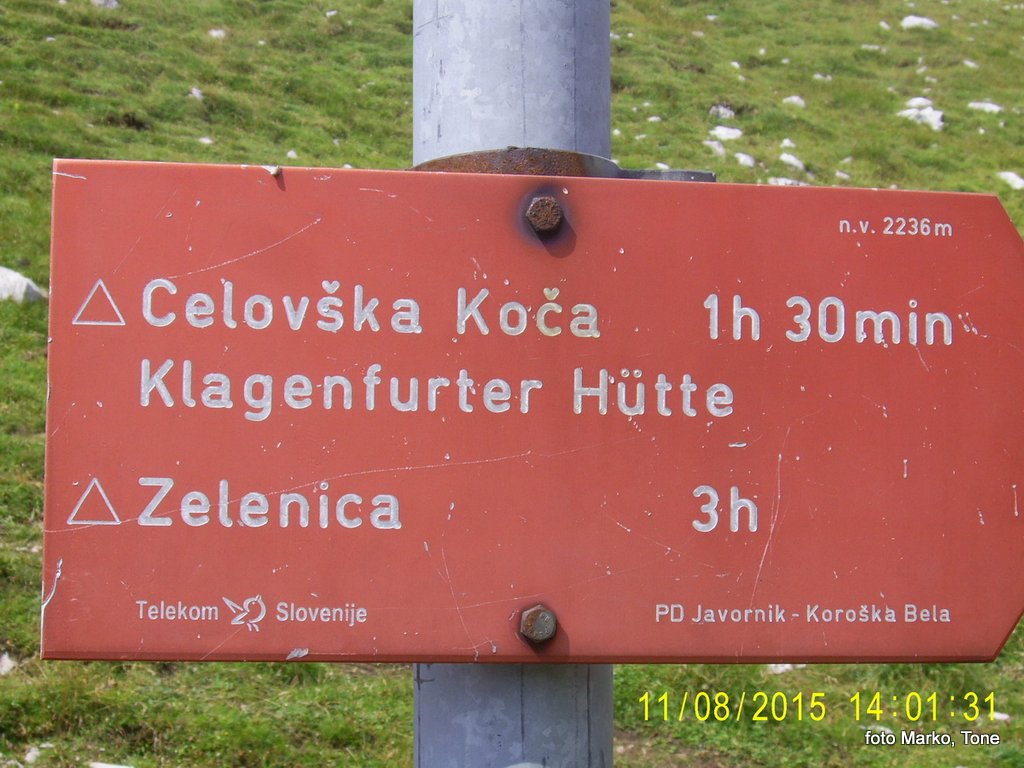 n.v. 2236m
Celovška Koča 1h 30min
Klagenfurter Hütte
Zelenica 3h
Telekom Slovenije PD Javornik - Koroška Bela
11/08/2015 14:01:31
foto Marko, Tone